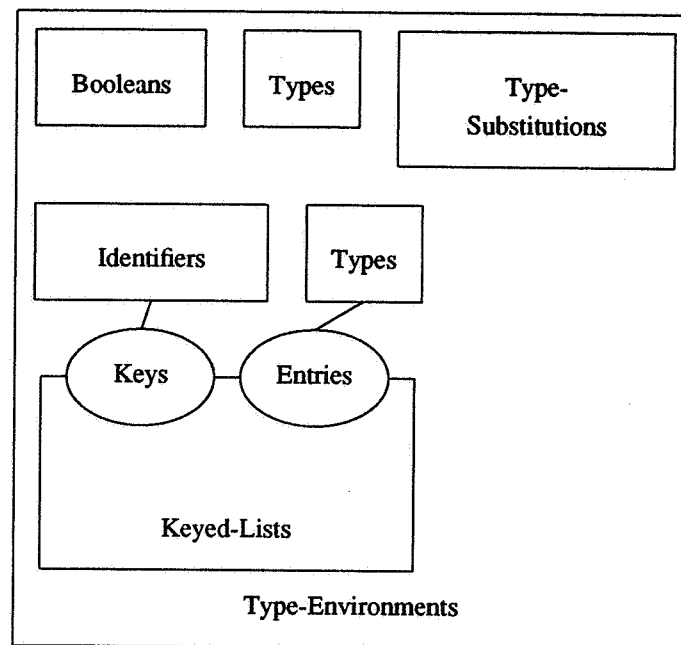 Booleans
Types
Type-
Substitutions
Identifiers
Types
Keys
Entries
Keyed-Lists
Type-Environments